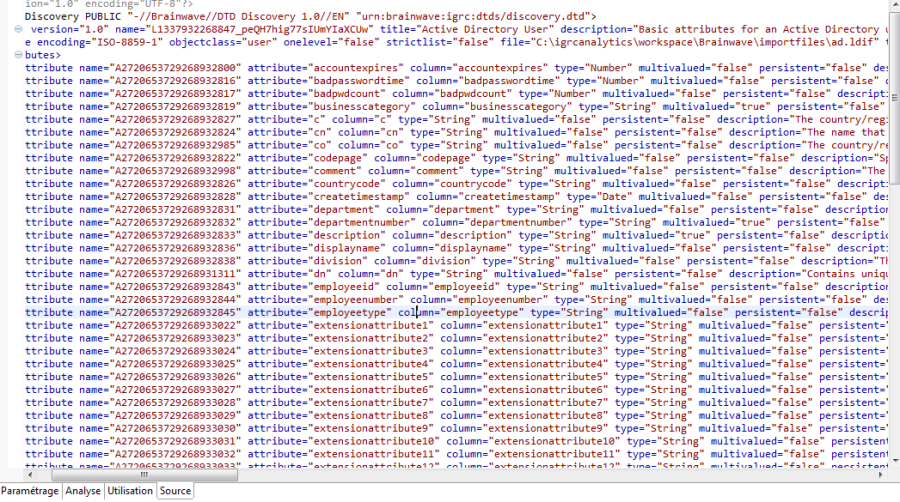 ion="1.0" encoding="UTF-8"?>
Discovery PUBLIC "-//Brainwave//DTD Discovery 1.0//EN" "urn:brainwave:igrc:dtds/discovery.dtd">
version="1.0" name="L1337932268847_peQH7hig77sIUmYIaXCUw" title="Active Directory User" description="Basic attributes for an Active Directory u
e encoding="ISO-8859-1" objectclass="user" onelevel="false" strictlist="false" file="C:\igrcanalytics\workspace\Brainwave\importfiles\ad.ldif" t
butes>
ttribute name="A2720653729268932800" attribute="accountexpires" column="accountexpires" type="Number" multivalued="false" persistent="false" des
ttribute name="A2720653729268932816" attribute="badpasswordtime" column="badpasswordtime" type="Number" multivalued="false" persistent="false" d
ttribute name="A2720653729268932817" attribute="badpwdcount" column="badpwdcount" type="Number" multivalued="false" persistent="false" descripti
ttribute name="A2720653729268932819" attribute="businesscategory" column="businesscategory" type="String" multivalued="true" persistent="false"
ttribute name="A2720653729268932827" attribute="c" column="c" type="String" multivalued="false" persistent="false" description="The country/regi
ttribute name="A2720653729268932824" attribute="cn" column="cn" type="String" multivalued="false" persistent="false" description="The name that
ttribute name="A2720653729268932985" attribute="co" column="co" type="String" multivalued="false" persistent="false" description="The country/re
ttribute name="A2720653729268932822" attribute="codepage" column="codepage" type="String" multivalued="false" persistent="false" description="Sp
ttribute name="A2720653729268932998" attribute="comment" column="comment" type="String" multivalued="false" persistent="false" description="The
ttribute name="A2720653729268932826" attribute="countrycode" column="countrycode" type="String" multivalued="false" persistent="false" descripti
ttribute name="A2720653729268932828" attribute="createtimestamp" column="createtimestamp" type="Date" multivalued="false" persistent="false" des
ttribute name="A2720653729268932831" attribute="department" column="department" type="String" multivalued="false" persistent="false" description
ttribute name="A2720653729268932832" attribute="departmentnumber" column="departmentnumber" type="String" multivalued="true" persistent="false"
ttribute name="A2720653729268932833" attribute="description" column="description" type="String" multivalued="true" persistent="false" descriptio
ttribute name="A2720653729268932836" attribute="displayname" column="displayname" type="String" multivalued="false" persistent="false" descripti
ttribute name="A2720653729268932838" attribute="division" column="division" type="String" multivalued="false" persistent="false" description="Th
ttribute name="A2720653729268931311" attribute="dn" column="dn" type="String" multivalued="false" persistent="false" description="Contains uniqu
ttribute name="A2720653729268932843" attribute="employeeid" column="employeeid" type="String" multivalued="false" persistent="false" description
ttribute name="A2720653729268932844" attribute="employeenumber" column="employeenumber" type="String" multivalued="false" persistent="false" des
ttribute name="A2720653729268932845" attribute="employeetype" column="employeetype" type="String" multivalued="false" persistent="false" descrip
ttribute name="A2720653729268933022" attribute="extensionattribute1" column="extensionattribute1" type="String" multivalued="false" persistent="
ttribute name="A2720653729268933023" attribute="extensionattribute2" column="extensionattribute2" type="String" multivalued="false" persistent="
ttribute name="A2720653729268933024" attribute="extensionattribute3" column="extensionattribute3" type="String" multivalued="false" persistent="
ttribute name="A2720653729268933025" attribute="extensionattribute4" column="extensionattribute4" type="String" multivalued="false" persistent="
ttribute name="A2720653729268933026" attribute="extensionattribute5" column="extensionattribute5" type="String" multivalued="false" persistent="
ttribute name="A2720653729268933027" attribute="extensionattribute6" column="extensionattribute6" type="String" multivalued="false" persistent="
ttribute name="A2720653729268933028" attribute="extensionattribute7" column="extensionattribute7" type="String" multivalued="false" persistent="
ttribute name="A2720653729268933029" attribute="extensionattribute8" column="extensionattribute8" type="String" multivalued="false" persistent="
ttribute name="A2720653729268933030" attribute="extensionattribute9" column="extensionattribute9" type="String" multivalued="false" persistent="
ttribute name="A2720653729268933031" attribute="extensionattribute10" column="extensionattribute10" type="String" multivalued="false" persistent
ttribute name="A2720653729268933032" attribute="extensionattribute11" column="extensionattribute11" type="String" multivalued="false" persistent
ttribute name="A2720653729268933033" attribute="extensionattribute12" column="extensionattribute12" type="String" multivalued="false" persistent
Paramétrage Analyse Utilisation Source